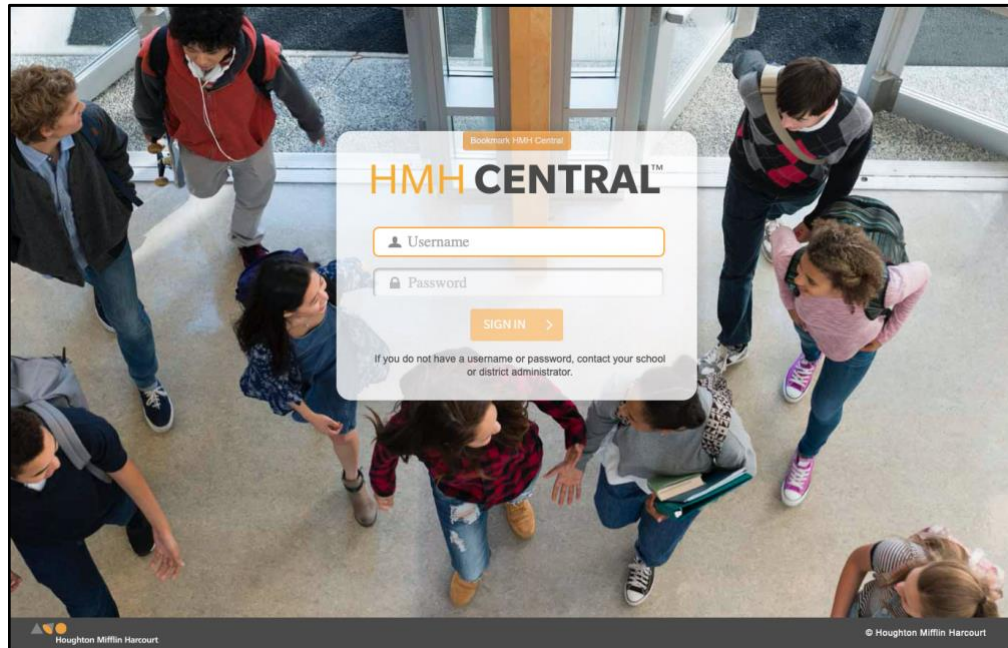 Bookmark HMH Central
HMH CENTRAL™
Username
Password
SIGN IN >
If you do not have a username or password, contact your school
or district administrator.
Houghton Mifflin Harcourt
© Houghton Mifflin Harcourt